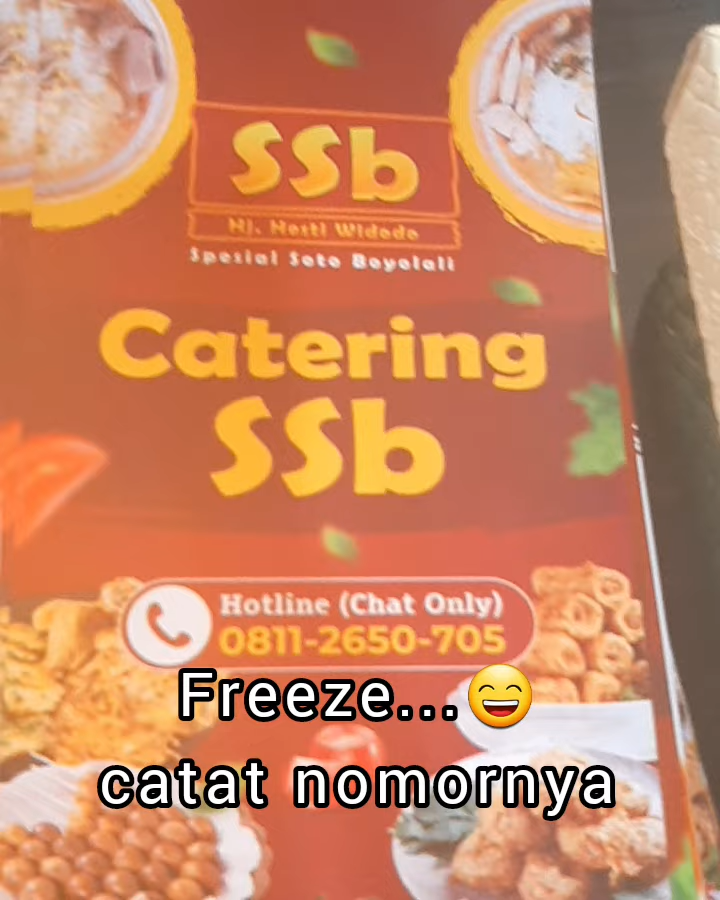 SSb
Hj. Hesti Widodo
Spesial Soto Boyolali
Catering
SSb
Hotline (Chat Only)
0811-2650-705
Freeze...😄
catat nomornya